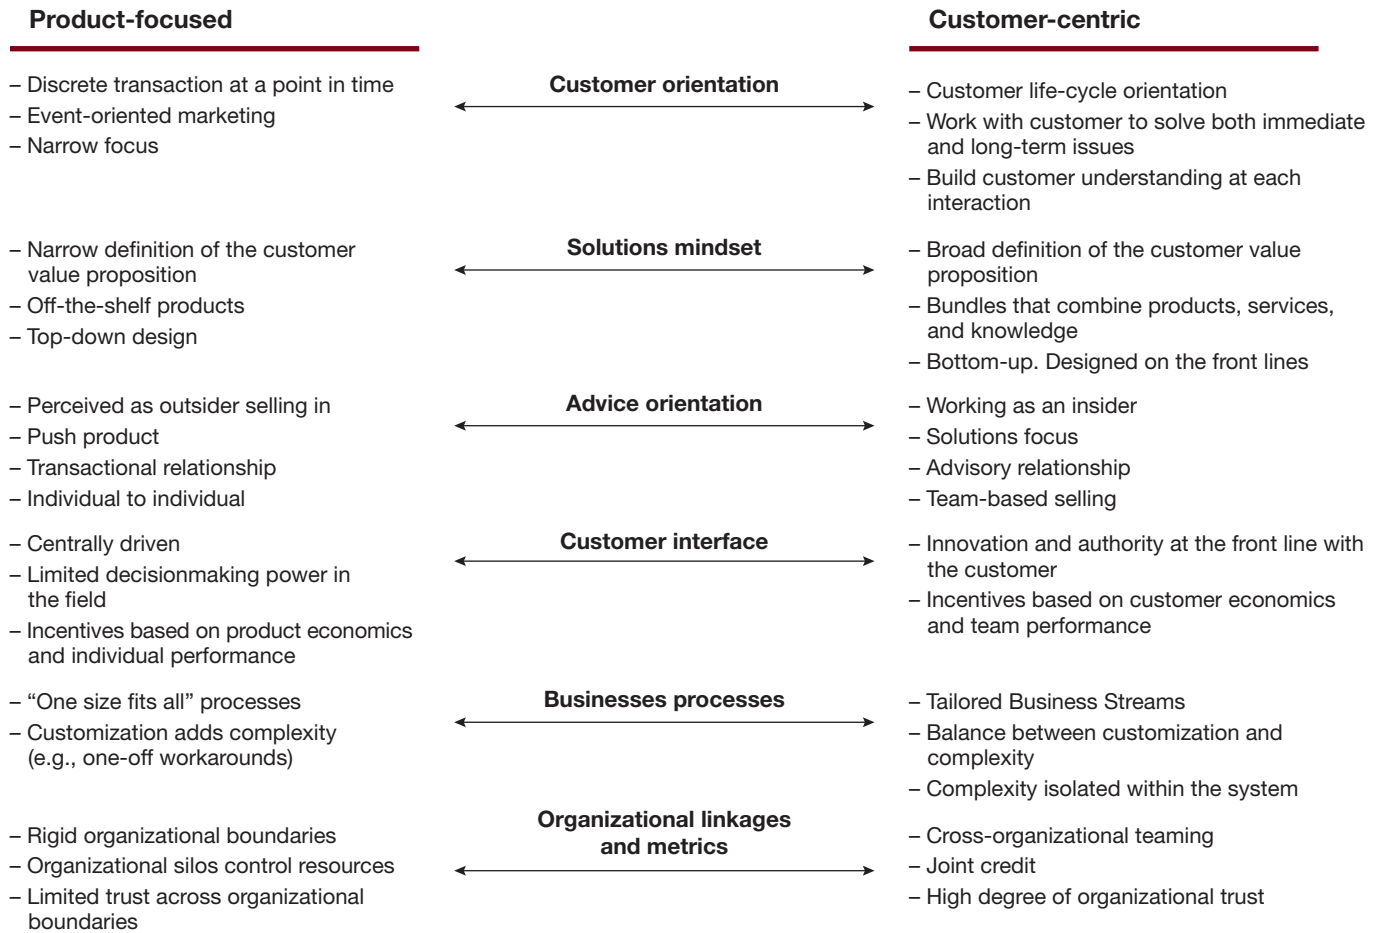 Product-focused
Customer-centric
– Discrete transaction at a point in time
– Event-oriented marketing
– Narrow focus
Customer orientation
– Customer life-cycle orientation
– Work with customer to solve both immediate
and long-term issues
– Build customer understanding at each
interaction
– Narrow definition of the customer
value proposition
– Off-the-shelf products
– Top-down design
Solutions mindset
– Broad definition of the customer value
proposition
– Bundles that combine products, services,
and knowledge
– Bottom-up. Designed on the front lines
– Perceived as outsider selling in
– Push product
– Transactional relationship
– Individual to individual
Advice orientation
– Working as an insider
– Solutions focus
– Advisory relationship
– Team-based selling
– Centrally driven
– Limited decisionmaking power in
the field
– Incentives based on product economics
and individual performance
Customer interface
– Innovation and authority at the front line with
the customer
– Incentives based on customer economics
and team performance
– “One size fits all” processes
– Customization adds complexity
(e.g., one-off workarounds)
Businesses processes
– Tailored Business Streams
– Balance between customization and
complexity
– Complexity isolated within the system
– Rigid organizational boundaries
– Organizational silos control resources
– Limited trust across organizational
boundaries
Organizational linkages
and metrics
– Cross-organizational teaming
– Joint credit
– High degree of organizational trust